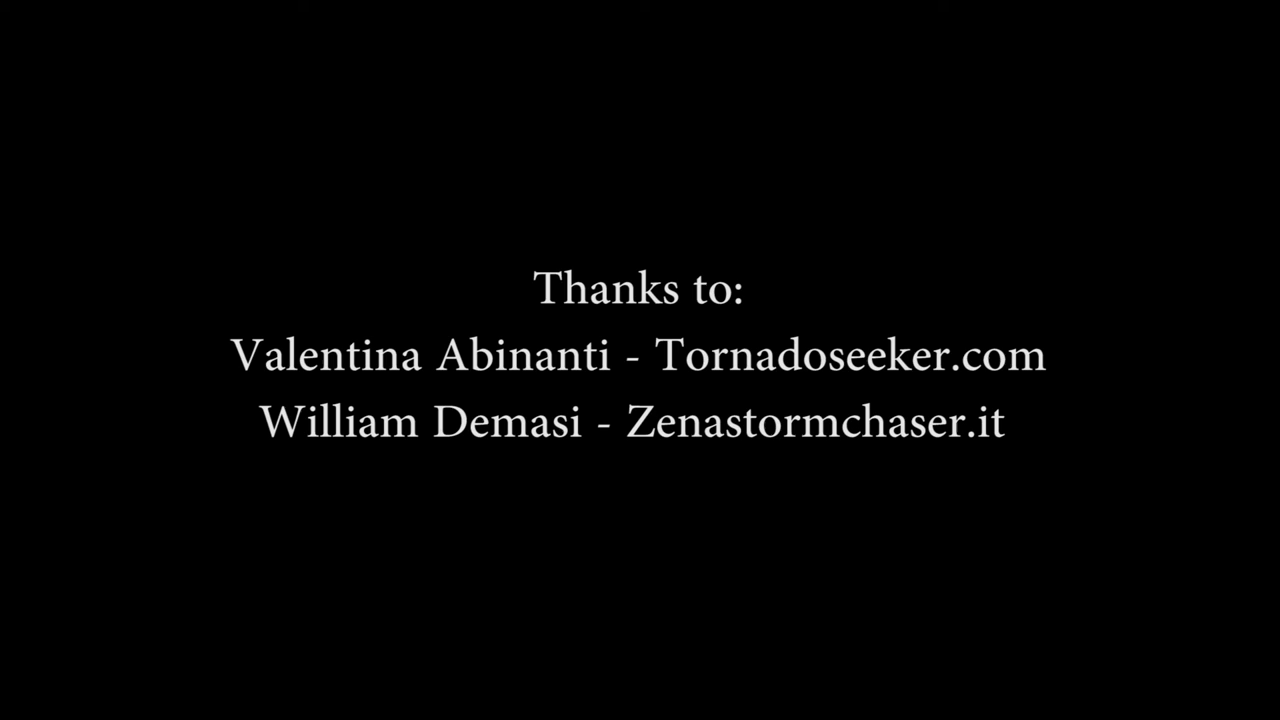 Thanks to:
Valentina Abinanti - Tornadoseeker.com
William Demasi - Zenastormchaser.it